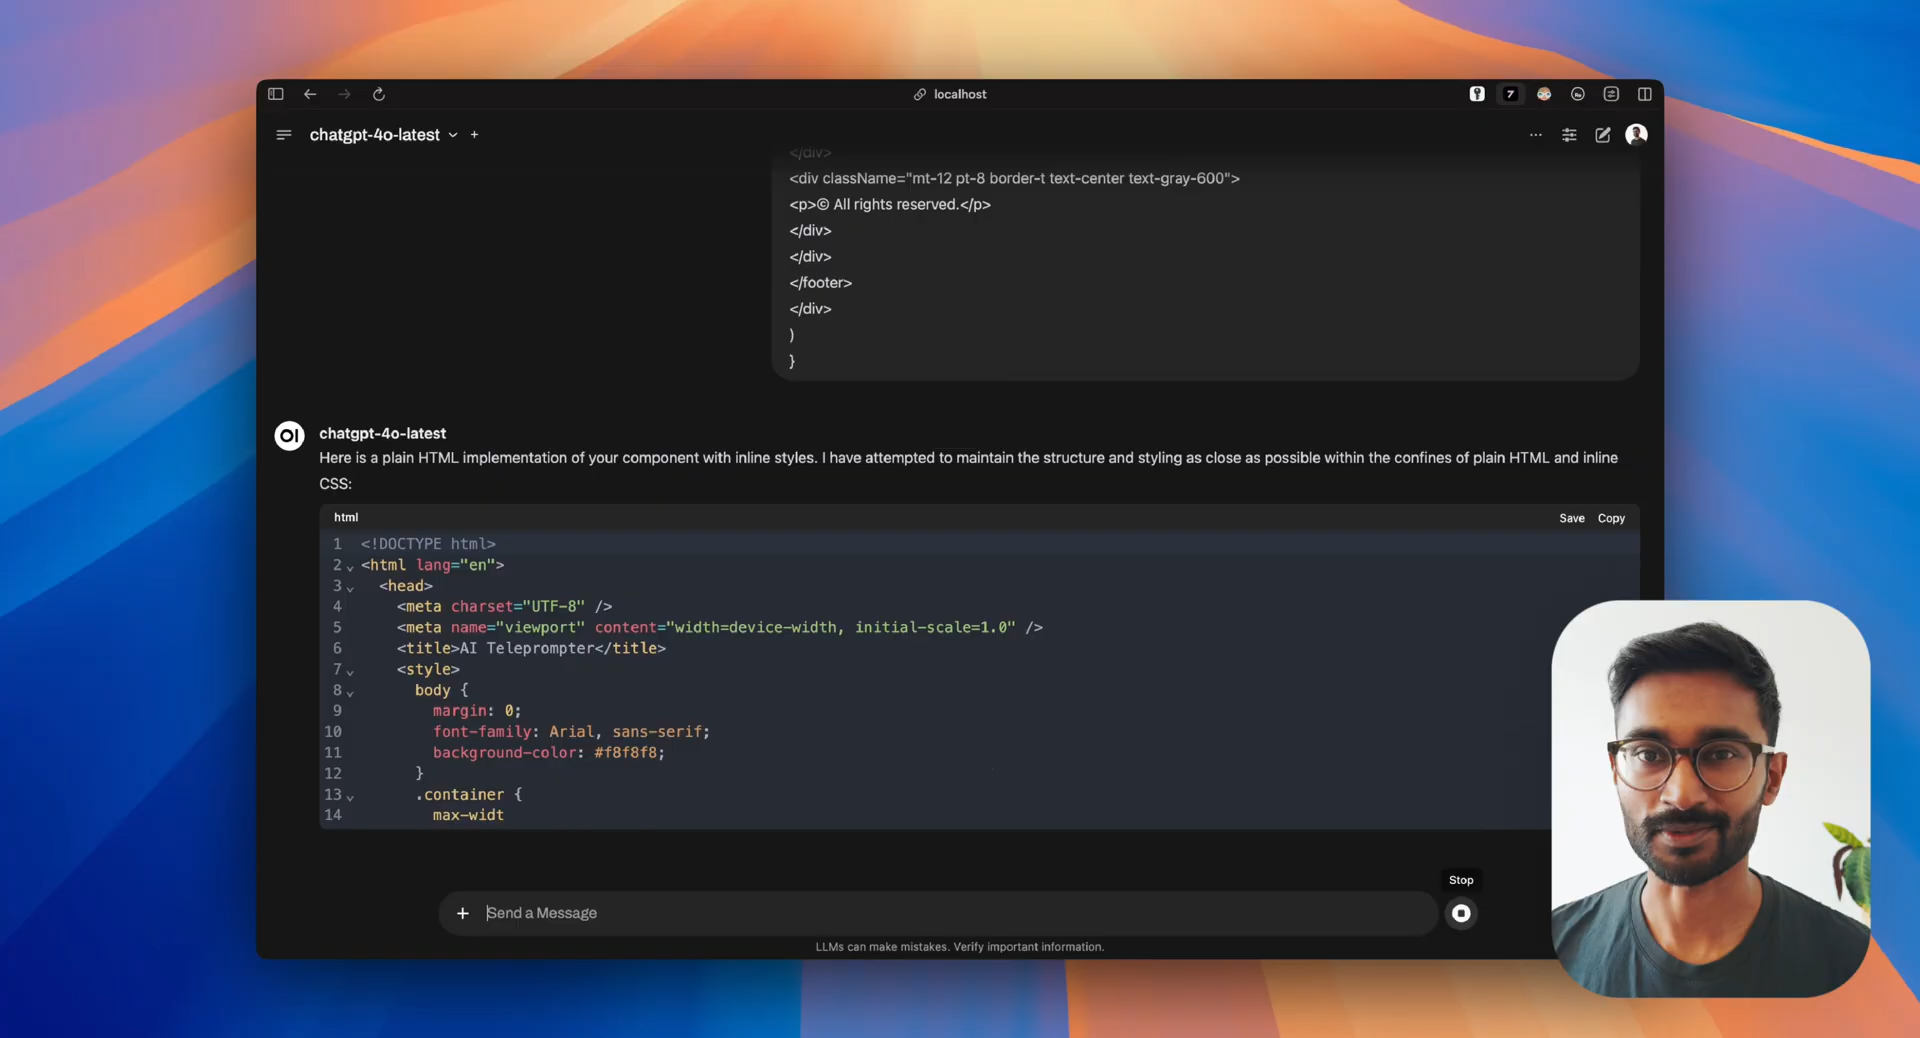 localhost
chatgpt-4o-latest
</div>
<div className="mt-12 pt-8 border-t text-center text-gray-600">
<p>© All rights reserved.</p>
</div>
</div>
</footer>
</div>
)
}
OI
chatgpt-4o-latest
Here is a plain HTML implementation of your component with inline styles. I have attempted to maintain the structure and styling as close as possible within the confines of plain HTML and inline
CSS:
html Save Copy
1 <!DOCTYPE html>
2 <html lang="en">
3 <head>
4 <meta charset="UTF-8" />
5 <meta name="viewport" content="width=device-width, initial-scale=1.0" />
6 <title>AI Teleprompter</title>
7 <style>
8 body {
9 margin: 0;
10 font-family: Arial, sans-serif;
11 background-color: #f8f8f8;
12 }
13 .container {
14 max-widt
Stop
Send a Message
LLMs can make mistakes. Verify important information.